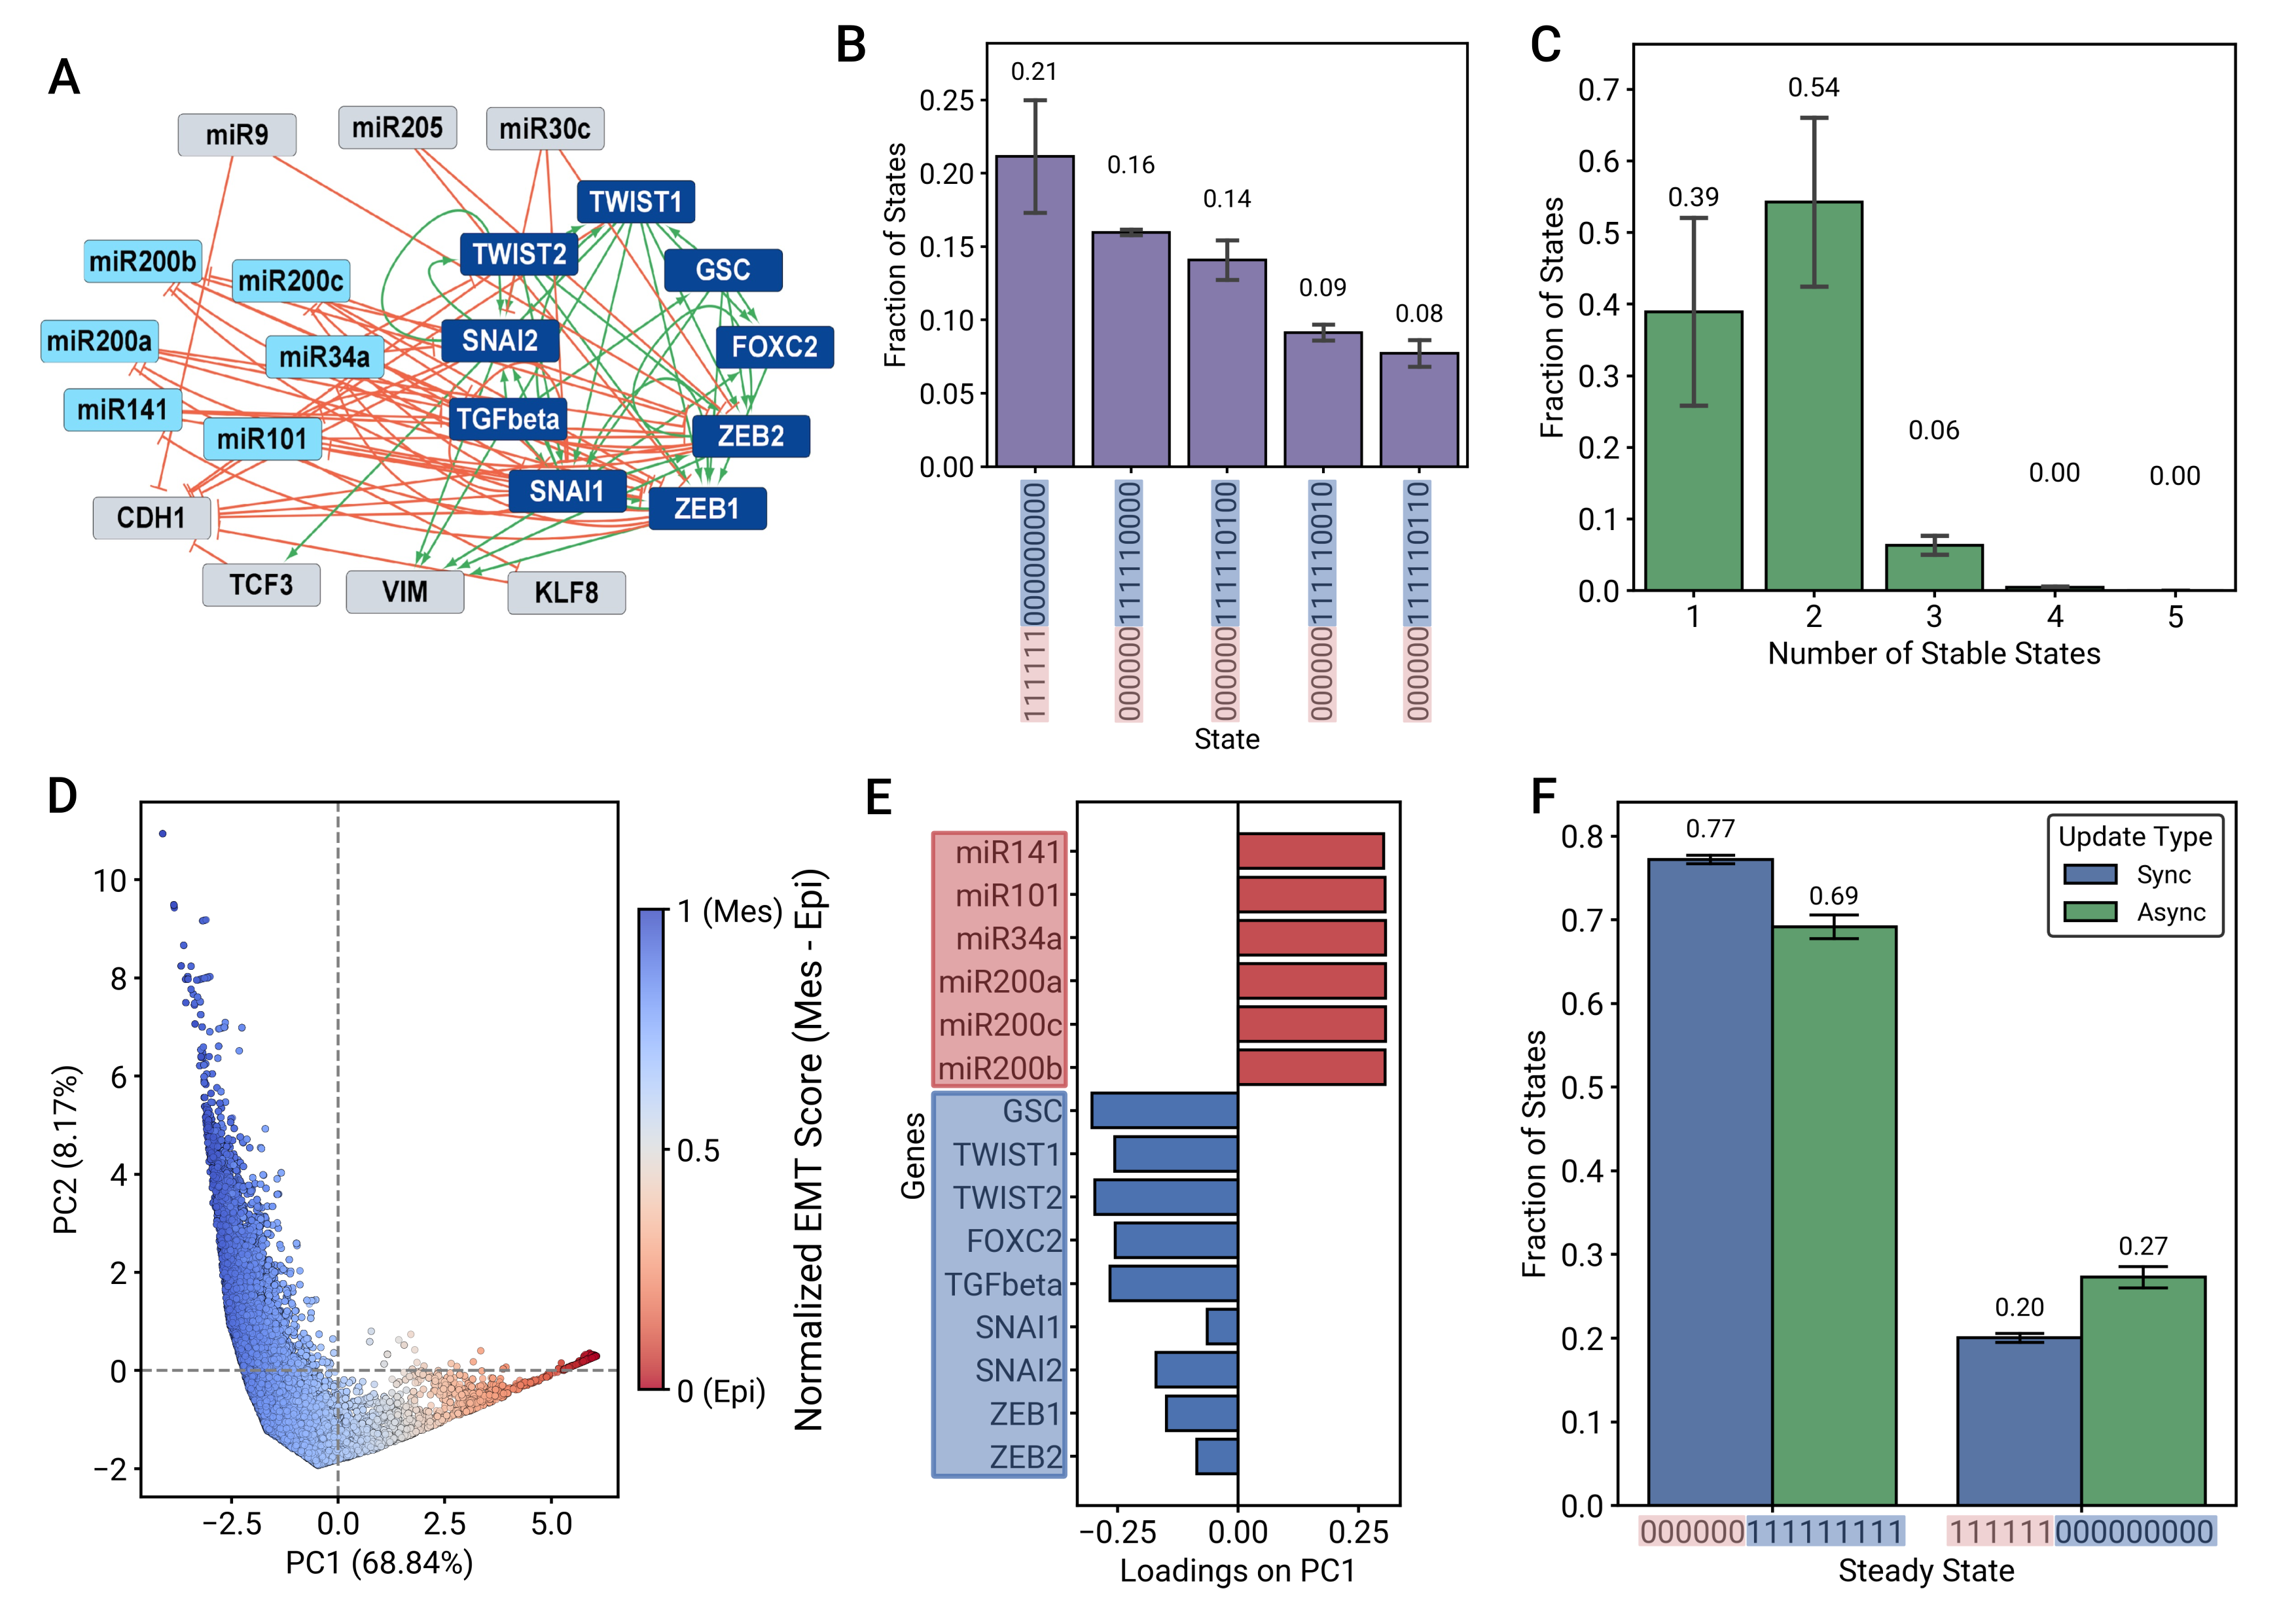 A
miR9
miR205
miR30c
TWIST1
TWIST2
GSC
miR200b
miR200c
SNAI2
FOXC2
miR200a
miR34a
TGFbeta
miR141
miR101
ZEB2
SNAI1
ZEB1
CDH1
TCF3
VIM
KLF8
B
Fraction of States
0.25
0.20
0.15
0.10
0.05
0.00
0.21
0.16
0.14
0.09
0.08
111111000000000
000000111110000
000000111110100
000000111110010
000000111110110
State
C
Fraction of States
0.7
0.6
0.5
0.4
0.3
0.2
0.1
0.0
0.39
0.54
0.06
0.00
0.00
1 2 3 4 5
Number of Stable States
D
PC2 (8.17%)
10
8
6
4
2
0
−2
−2.5 0.0 2.5 5.0
PC1 (68.84%)
1 (Mes)
0.5
0 (Epi)
Normalized EMT Score (Mes - Epi)
E
Genes
miR141
miR101
miR34a
miR200a
miR200c
miR200b
GSC
TWIST1
TWIST2
FOXC2
TGFbeta
SNAI1
SNAI2
ZEB1
ZEB2
−0.25 0.00 0.25
Loadings on PC1
F
Fraction of States
0.8
0.7
0.6
0.5
0.4
0.3
0.2
0.1
0.0
0.77
0.69
0.20
0.27
Update Type
Sync
Async
000000111111111
111111000000000
Steady State